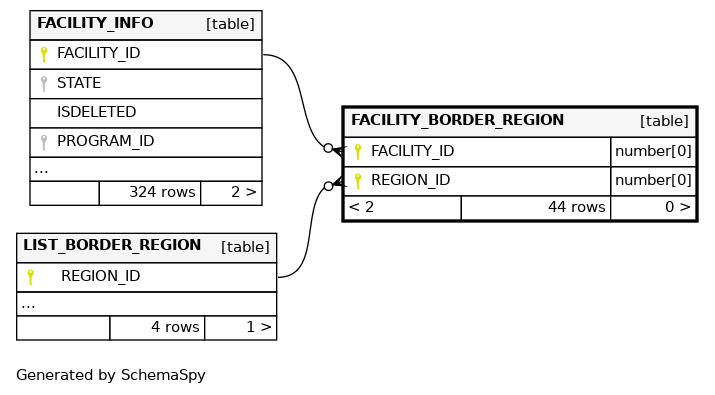 FACILITY_INFO [table]
FACILITY_ID
STATE
ISDELETED
PROGRAM_ID
...
324 rows 2 >
FACILITY_BORDER_REGION [table]
FACILITY_ID number[0]
REGION_ID number[0]
< 2 44 rows 0 >
LIST_BORDER_REGION [table]
REGION_ID
...
4 rows 1 >
Generated by SchemaSpy